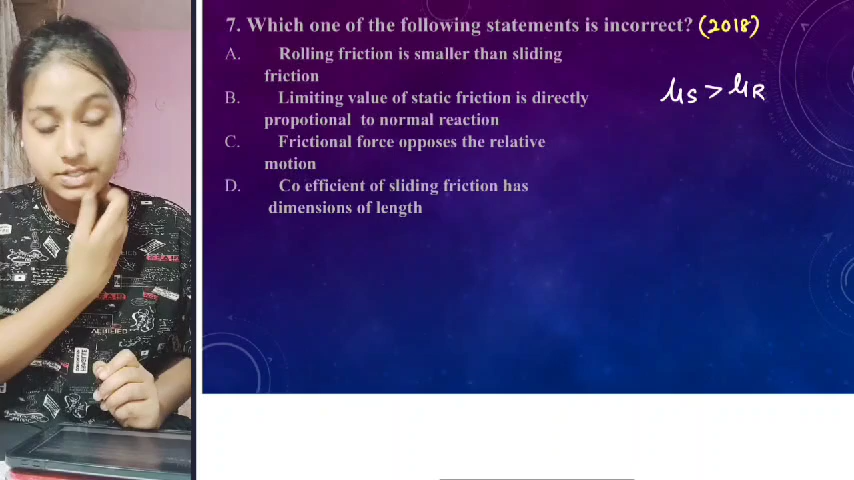 7. Which one of the following statements is incorrect? (2018)
A. Rolling friction is smaller than sliding
friction
μs > μR
B. Limiting value of static friction is directly
propotional to normal reaction
C. Frictional force opposes the relative
motion
D. Co efficient of sliding friction has
dimensions of length